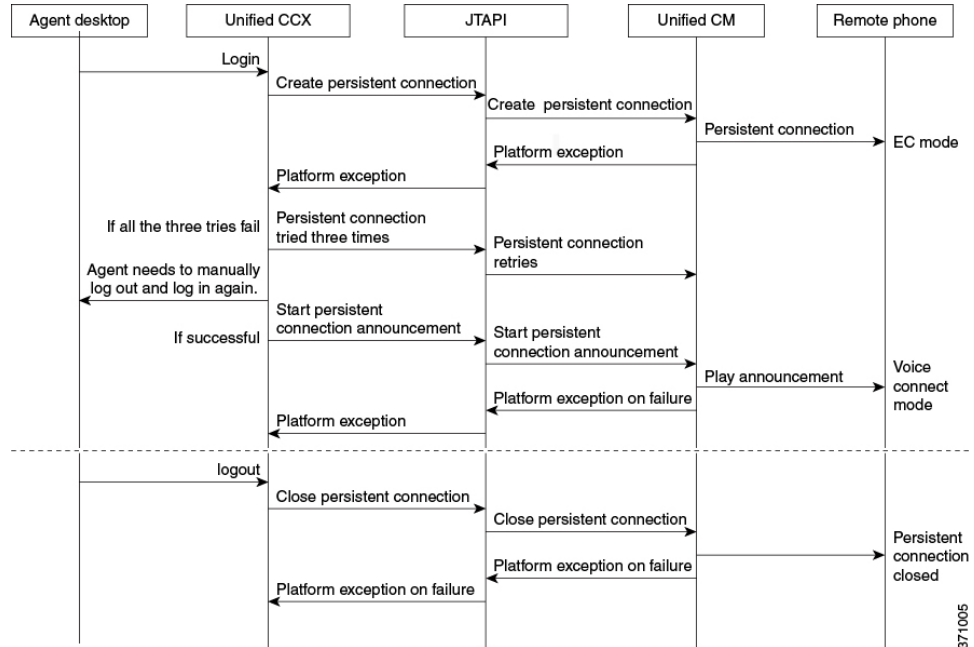 Agent desktop
Unified CCX
JTAPI
Unified CM
Remote phone
Login
Create persistent connection
Create persistent connection
Persistent connection
EC mode
Platform exception
Platform exception
If all the three tries fail
Persistent connection
tried three times
Persistent connection
retries
Agent needs to manually
log out and log in again.
Start persistent
connection announcement
If successful
Start persistent
connection announcement
Play announcement
Voice
connect
mode
Platform exception on failure
Platform exception
logout
Close persistent connection
Close persistent connection
Persistent
connection
closed
Platform exception on failure
Platform exception on failure
371005